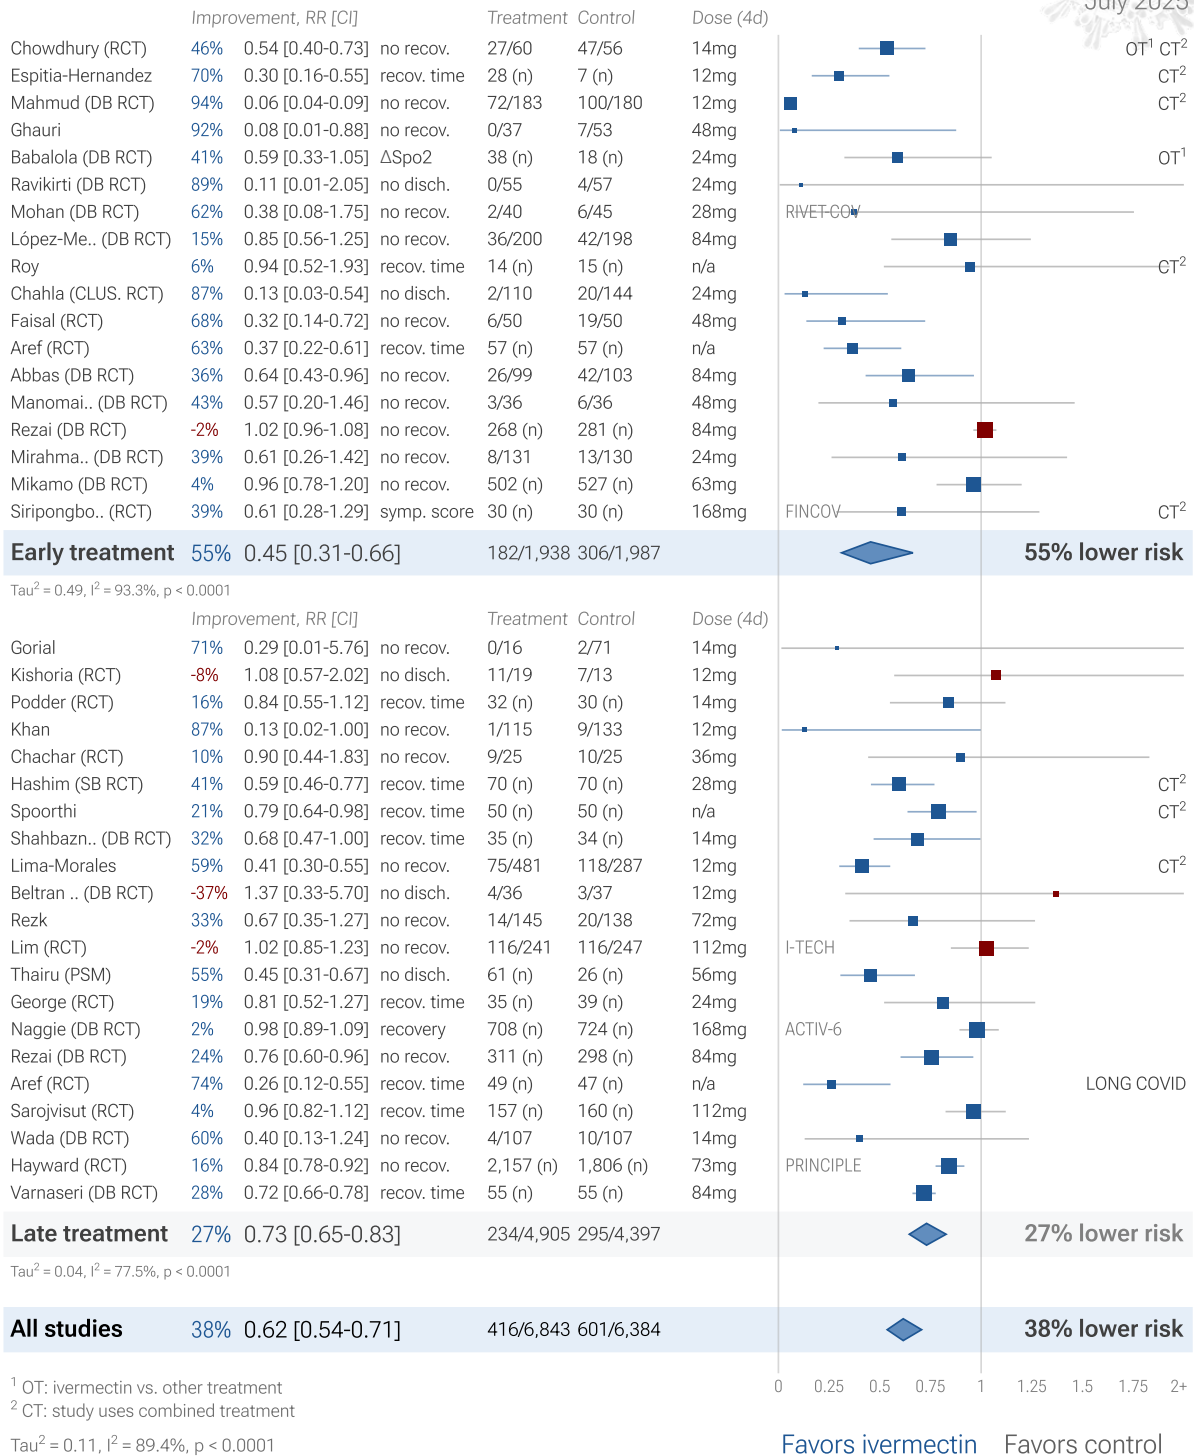 July 2025
Improvement, RR [CI] Treatment Control Dose (4d)
Chowdhury (RCT) 46% 0.54 [0.40-0.73] no recov. 27/60 47/56 14mg OT¹ CT²
Espitia-Hernandez 70% 0.30 [0.16-0.55] recov. time 28 (n) 7 (n) 12mg CT²
Mahmud (DB RCT) 94% 0.06 [0.04-0.09] no recov. 72/183 100/180 12mg CT²
Ghauri 92% 0.08 [0.01-0.88] no recov. 0/37 7/53 48mg
Babalola (DB RCT) 41% 0.59 [0.33-1.05] ΔSpo2 38 (n) 18 (n) 24mg OT¹
Ravikirti (DB RCT) 89% 0.11 [0.01-2.05] no disch. 0/55 4/57 24mg
Mohan (DB RCT) 62% 0.38 [0.08-1.75] no recov. 2/40 6/45 28mg RIVET-COV
López-Me.. (DB RCT) 15% 0.85 [0.56-1.25] no recov. 36/200 42/198 84mg
Roy 6% 0.94 [0.52-1.93] recov. time 14 (n) 15 (n) n/a CT²
Chahla (CLUS. RCT) 87% 0.13 [0.03-0.54] no disch. 2/110 20/144 24mg
Faisal (RCT) 68% 0.32 [0.14-0.72] no recov. 6/50 19/50 48mg
Aref (RCT) 63% 0.37 [0.22-0.61] recov. time 57 (n) 57 (n) n/a
Abbas (DB RCT) 36% 0.64 [0.43-0.96] no recov. 26/99 42/103 84mg
Manomai.. (DB RCT) 43% 0.57 [0.20-1.46] no recov. 3/36 6/36 48mg
Rezai (DB RCT) -2% 1.02 [0.96-1.08] no recov. 268 (n) 281 (n) 84mg
Mirahma.. (DB RCT) 39% 0.61 [0.26-1.42] no recov. 8/131 13/130 24mg
Mikamo (DB RCT) 4% 0.96 [0.78-1.20] no recov. 502 (n) 527 (n) 63mg
Siripongbo.. (RCT) 39% 0.61 [0.28-1.29] symp. score 30 (n) 30 (n) 168mg FINCOV CT²
Early treatment 55% 0.45 [0.31-0.66] 182/1,938 306/1,987 55% lower risk
Tau² = 0.49, I² = 93.3%, p < 0.0001
Improvement, RR [CI] Treatment Control Dose (4d)
Gorial 71% 0.29 [0.01-5.76] no recov. 0/16 2/71 14mg
Kishoria (RCT) -8% 1.08 [0.57-2.02] no disch. 11/19 7/13 12mg
Podder (RCT) 16% 0.84 [0.55-1.12] recov. time 32 (n) 30 (n) 14mg
Khan 87% 0.13 [0.02-1.00] no recov. 1/115 9/133 12mg
Chachar (RCT) 10% 0.90 [0.44-1.83] no recov. 9/25 10/25 36mg
Hashim (SB RCT) 41% 0.59 [0.46-0.77] recov. time 70 (n) 70 (n) 28mg CT²
Spoorthi 21% 0.79 [0.64-0.98] recov. time 50 (n) 50 (n) n/a CT²
Shahbazn.. (DB RCT) 32% 0.68 [0.47-1.00] recov. time 35 (n) 34 (n) 14mg
Lima-Morales 59% 0.41 [0.30-0.55] no recov. 75/481 118/287 12mg CT²
Beltran .. (DB RCT) -37% 1.37 [0.33-5.70] no disch. 4/36 3/37 12mg
Rezk 33% 0.67 [0.35-1.27] no recov. 14/145 20/138 72mg
Lim (RCT) -2% 1.02 [0.85-1.23] no recov. 116/241 116/247 112mg I-TECH
Thairu (PSM) 55% 0.45 [0.31-0.67] no disch. 61 (n) 26 (n) 56mg
George (RCT) 19% 0.81 [0.52-1.27] recov. time 35 (n) 39 (n) 24mg
Naggie (DB RCT) 2% 0.98 [0.89-1.09] recovery 708 (n) 724 (n) 168mg ACTIV-6
Rezai (DB RCT) 24% 0.76 [0.60-0.96] no recov. 311 (n) 298 (n) 84mg
Aref (RCT) 74% 0.26 [0.12-0.55] recov. time 49 (n) 47 (n) n/a LONG COVID
Sarojvisut (RCT) 4% 0.96 [0.82-1.12] recov. time 157 (n) 160 (n) 112mg
Wada (DB RCT) 60% 0.40 [0.13-1.24] no recov. 4/107 10/107 14mg
Hayward (RCT) 16% 0.84 [0.78-0.92] no recov. 2,157 (n) 1,806 (n) 73mg PRINCIPLE
Varnaseri (DB RCT) 28% 0.72 [0.66-0.78] recov. time 55 (n) 55 (n) 84mg
Late treatment 27% 0.73 [0.65-0.83] 234/4,905 295/4,397 27% lower risk
Tau² = 0.04, I² = 77.5%, p < 0.0001
All studies 38% 0.62 [0.54-0.71] 416/6,843 601/6,384 38% lower risk
0 0.25 0.5 0.75 1 1.25 1.5 1.75 2+
¹ OT: ivermectin vs. other treatment
² CT: study uses combined treatment
Tau² = 0.11, I² = 89.4%, p < 0.0001
Favors ivermectin Favors control